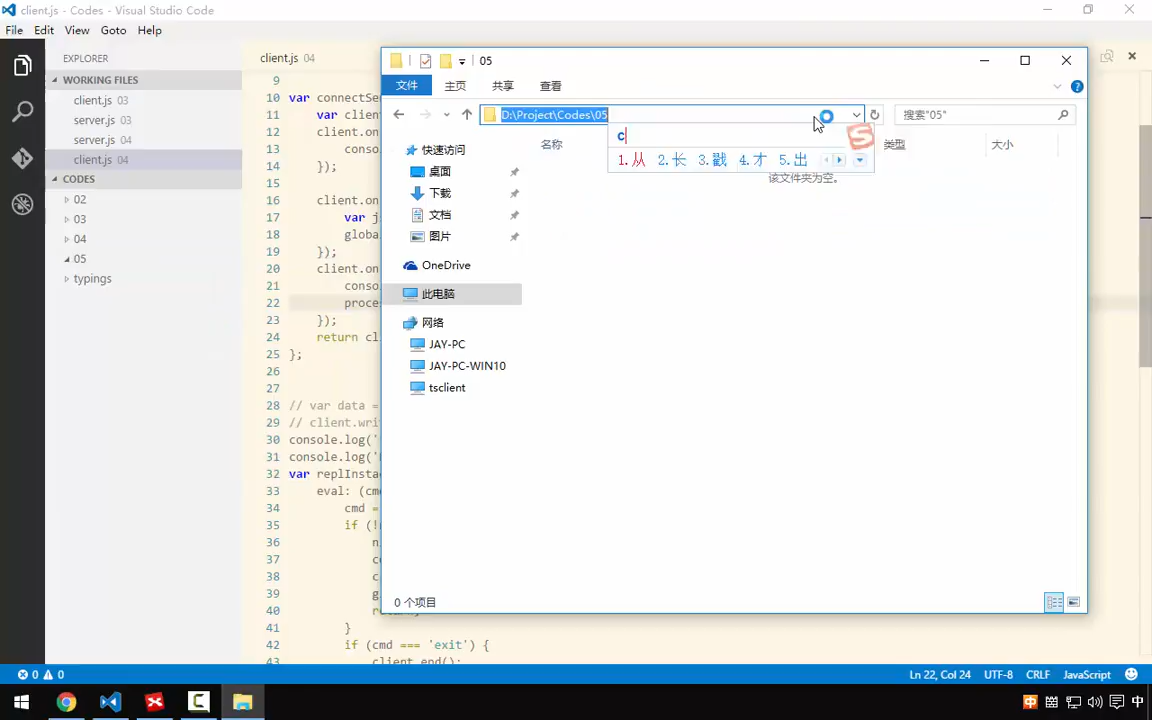 client.js - Codes - Visual Studio Code
File Edit View Goto Help
EXPLORER
WORKING FILES
client.js 03
server.js 03
server.js 04
client.js 04
CODES
02
03
04
05
typings
client.js 04
9
10 var connectSe
11 var clien
12 client.on
13 conso
14 });
15
16 client.on
17 var j
18 globa
19 });
20 client.on
21 conso
22 proce
23 });
24 return cl
25 };
26
27
28 // var data =
29 // client.wri
30 console.log('
31 console.log('
32 var replInsta
33 eval: (cm
34 cmd =
35 if (!
36 n
37 c
38 c
39 g
40 re
41 }
42 if (cmd === 'exit') {
43 client.end();
05
文件 主页 共享 查看
D:\Project\Codes\05
搜索"05"
c
1.从 2.长 3.戳 4.才 5.出
名称 类型 大小
该文件夹为空。
快速访问
桌面
下载
文档
图片
OneDrive
此电脑
网络
JAY-PC
JAY-PC-WIN10
tsclient
0 个项目
0 0
Ln 22, Col 24 UTF-8 CRLF JavaScript
中 中